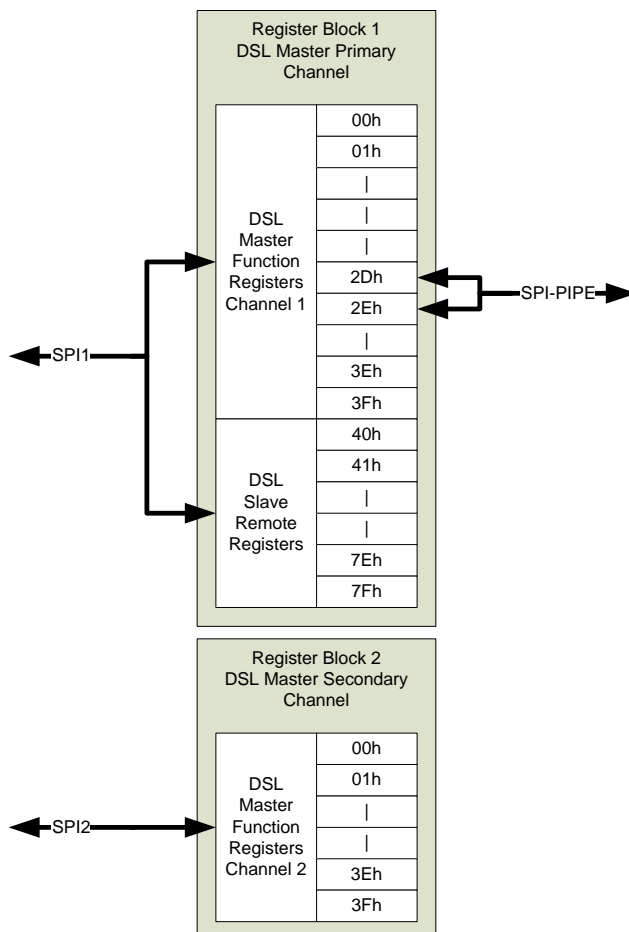 Register Block 1
DSL Master Primary
Channel
DSL
Master
Function
Registers
Channel 1
00h
01h
|
|
|
2Dh
2Eh
|
3Eh
3Fh
SPI1
SPI-PIPE
DSL
Slave
Remote
Registers
40h
41h
|
|
7Eh
7Fh
Register Block 2
DSL Master Secondary
Channel
DSL
Master
Function
Registers
Channel 2
00h
01h
|
|
3Eh
3Fh
SPI2